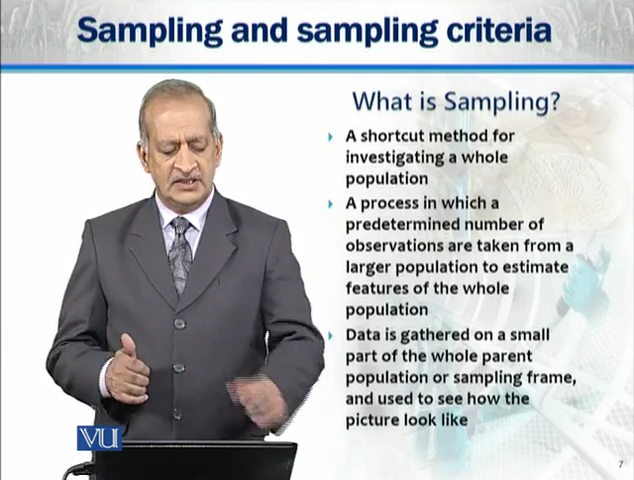 Sampling and sampling criteria
What is Sampling?
A shortcut method for
investigating a whole
population
A process in which a
predetermined number of
observations are taken from a
larger population to estimate
features of the whole
population
Data is gathered on a small
part of the whole parent
population or sampling frame,
and used to see how the
picture look like
VU
7